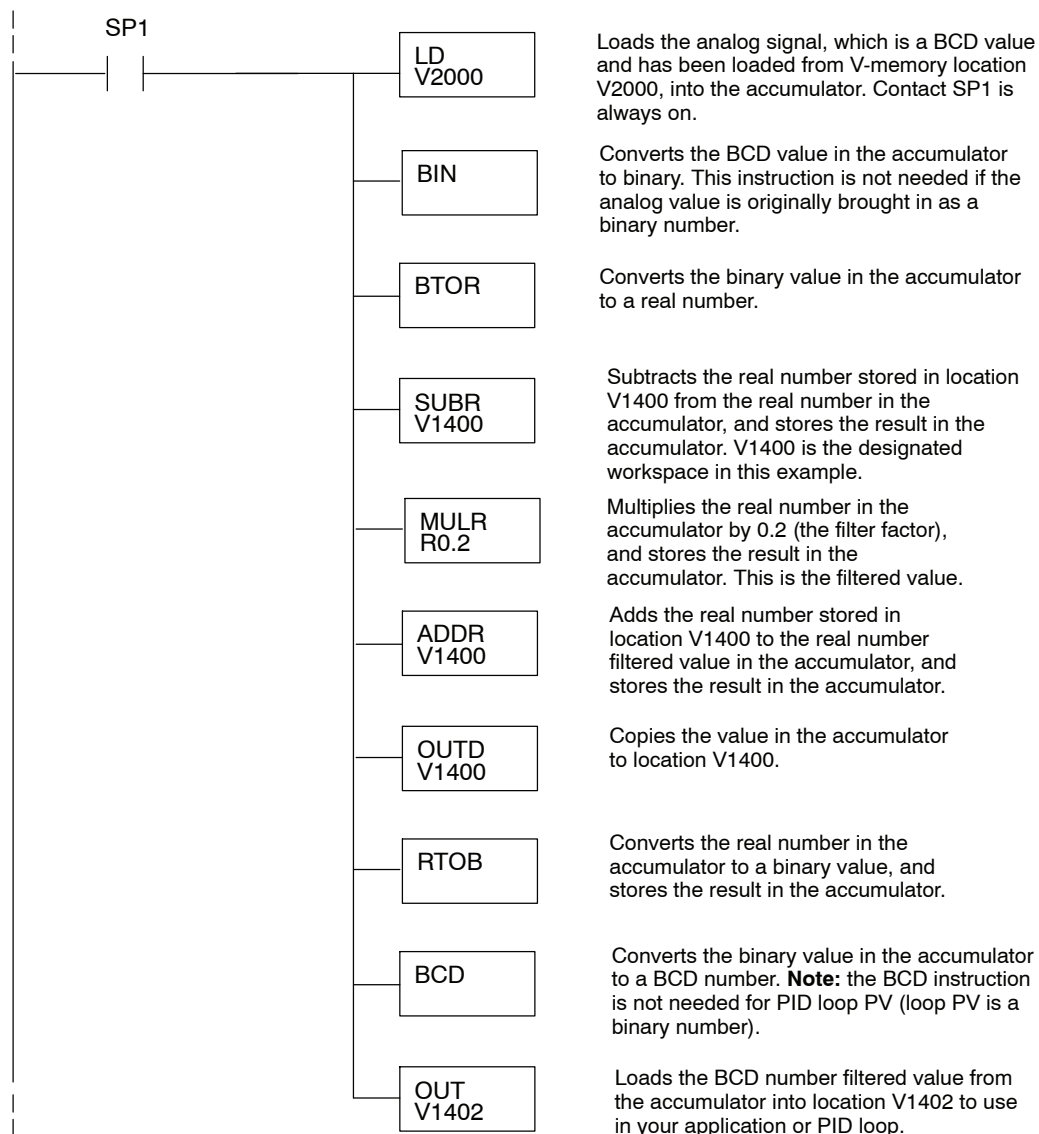 SP1
LD
V2000
Loads the analog signal, which is a BCD value
and has been loaded from V-memory location
V2000, into the accumulator. Contact SP1 is
always on.
BIN
Converts the BCD value in the accumulator
to binary. This instruction is not needed if the
analog value is originally brought in as a
binary number.
BTOR
Converts the binary value in the accumulator
to a real number.
SUBR
V1400
Subtracts the real number stored in location
V1400 from the real number in the
accumulator, and stores the result in the
accumulator. V1400 is the designated
workspace in this example.
MULR
R0.2
Multiplies the real number in the
accumulator by 0.2 (the filter factor),
and stores the result in the
accumulator. This is the filtered value.
ADDR
V1400
Adds the real number stored in
location V1400 to the real number
filtered value in the accumulator, and
stores the result in the accumulator.
OUTD
V1400
Copies the value in the accumulator
to location V1400.
RTOB
Converts the real number in the
accumulator to a binary value, and
stores the result in the accumulator.
BCD
Converts the binary value in the accumulator
to a BCD number. Note: the BCD instruction
is not needed for PID loop PV (loop PV is a
binary number).
OUT
V1402
Loads the BCD number filtered value from
the accumulator into location V1402 to use
in your application or PID loop.